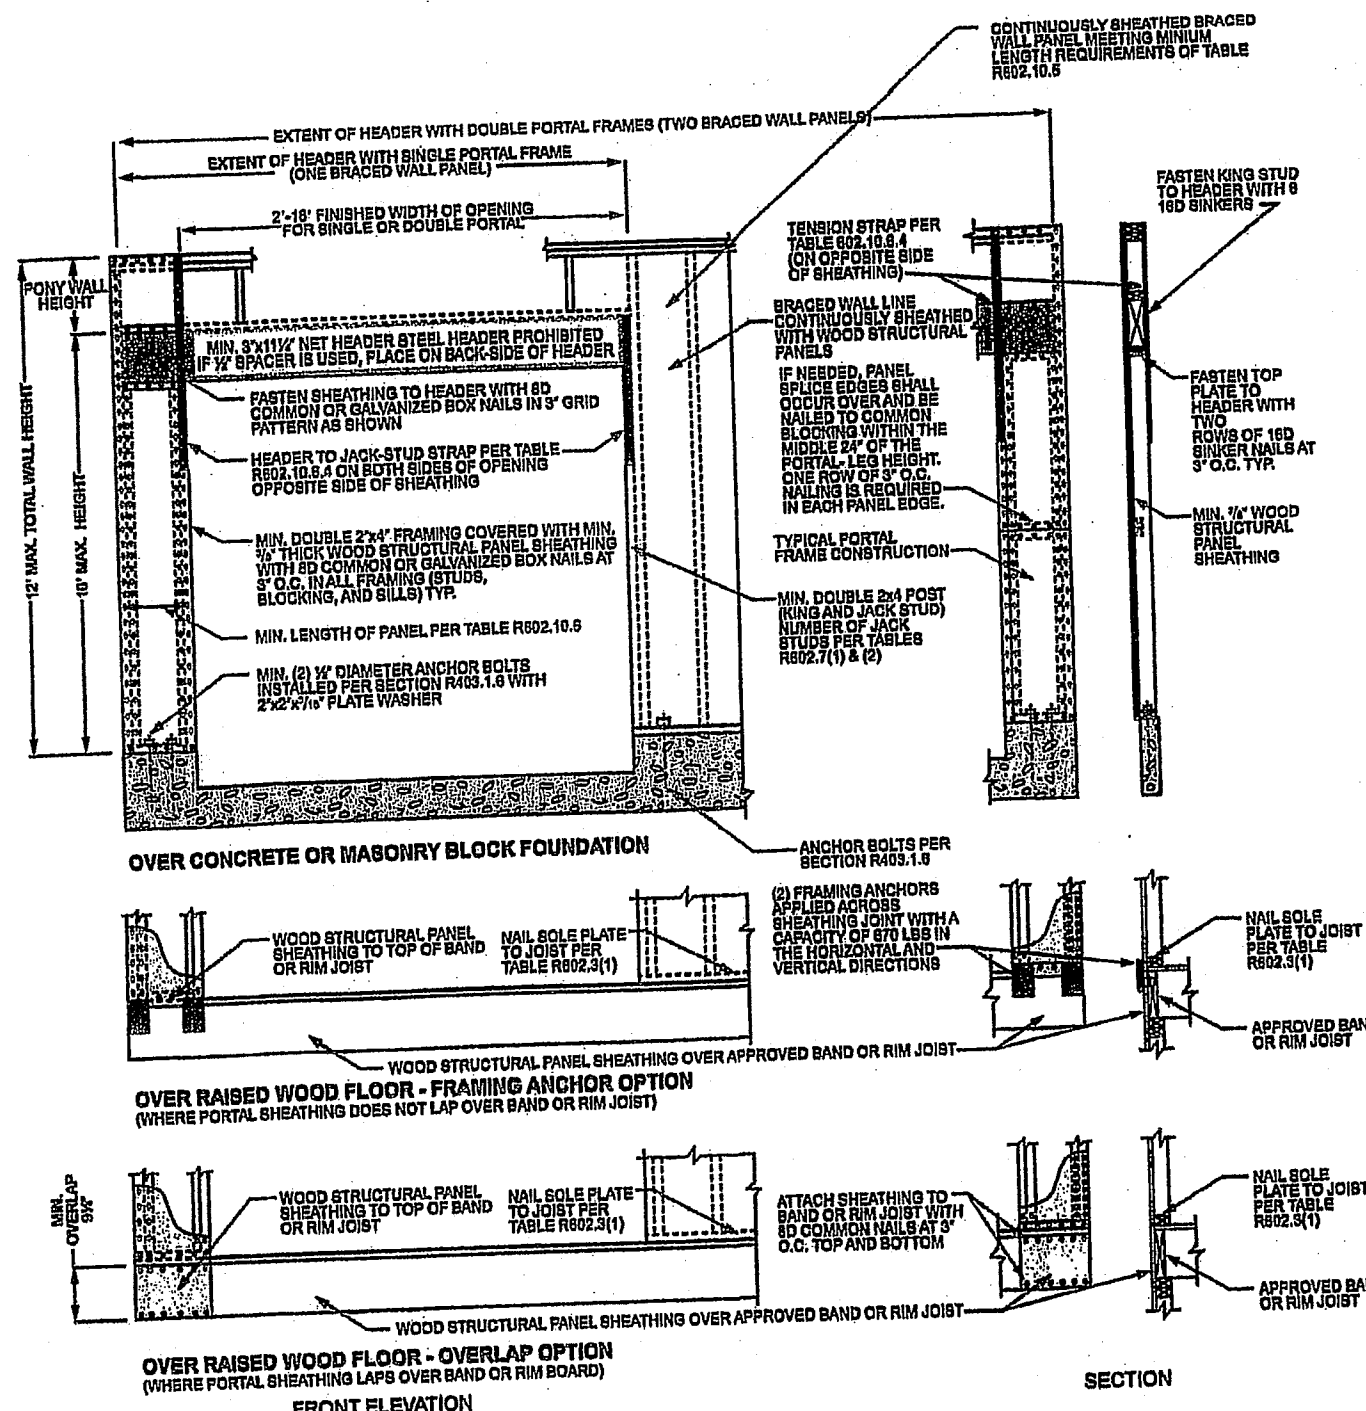 CONTINUOUSLY SHEATHED BRACED
WALL PANEL MEETING MINIUM
LENGTH REQUIREMENTS OF TABLE
R602.10.5
EXTENT OF HEADER WITH DOUBLE PORTAL FRAMES (TWO BRACED WALL PANELS)
EXTENT OF HEADER WITH SINGLE PORTAL FRAME
(ONE BRACED WALL PANEL)
2'-18' FINISHED WIDTH OF OPENING
FOR SINGLE OR DOUBLE PORTAL
FASTEN KING STUD
TO HEADER WITH 6
16D SINKERS
TENSION STRAP PER
TABLE 602.10.6.4
(ON OPPOSITE SIDE
OF SHEATHING)
PONY WALL
HEIGHT
BRACED WALL LINE
CONTINUOUSLY SHEATHED
WITH WOOD STRUCTURAL
PANELS
MIN. 3"x11¼" NET HEADER STEEL HEADER PROHIBITED
IF ½" SPACER IS USED, PLACE ON BACK-SIDE OF HEADER
12' MAX. TOTAL WALL HEIGHT
10' MAX. HEIGHT
FASTEN SHEATHING TO HEADER WITH 8D
COMMON OR GALVANIZED BOX NAILS IN 3" GRID
PATTERN AS SHOWN
HEADER TO JACK-STUD STRAP PER TABLE
R602.10.6.4 ON BOTH SIDES OF OPENING
OPPOSITE SIDE OF SHEATHING
IF NEEDED, PANEL
SPLICE EDGES SHALL
OCCUR OVER AND BE
NAILED TO COMMON
BLOCKING WITHIN THE
MIDDLE 24" OF THE
PORTAL- LEG HEIGHT.
ONE ROW OF 3" O.C.
NAILING IS REQUIRED
IN EACH PANEL EDGE.
FASTEN TOP
PLATE TO
HEADER WITH
TWO
ROWS OF 16D
SINKER NAILS AT
3" O.C. TYP.
MIN. DOUBLE 2"x4" FRAMING COVERED WITH MIN.
⅜" THICK WOOD STRUCTURAL PANEL SHEATHING
WITH 8D COMMON OR GALVANIZED BOX NAILS AT
3" O.C. IN ALL FRAMING (STUDS,
BLOCKING, AND SILLS) TYP.
MIN. ⅜" WOOD
STRUCTURAL
PANEL
SHEATHING
TYPICAL PORTAL
FRAME CONSTRUCTION
MIN. LENGTH OF PANEL PER TABLE R602.10.5
MIN. DOUBLE 2x4 POST
(KING AND JACK STUD)
NUMBER OF JACK
STUDS PER TABLES
R602.7(1) & (2)
MIN. (2) ½" DIAMETER ANCHOR BOLTS
INSTALLED PER SECTION R403.1.6 WITH
2"x2"x³/₁₆" PLATE WASHER
OVER CONCRETE OR MASONRY BLOCK FOUNDATION
ANCHOR BOLTS PER
SECTION R403.1.6
WOOD STRUCTURAL PANEL
SHEATHING TO TOP OF BAND
OR RIM JOIST
NAIL SOLE PLATE
TO JOIST PER
TABLE R602.3(1)
(2) FRAMING ANCHORS
APPLIED ACROSS
SHEATHING JOINT WITH A
CAPACITY OF 670 LBS IN
THE HORIZONTAL AND
VERTICAL DIRECTIONS
NAIL SOLE
PLATE TO JOIST
PER TABLE
R602.3(1)
APPROVED BAN
OR RIM JOIST
WOOD STRUCTURAL PANEL SHEATHING OVER APPROVED BAND OR RIM JOIST
OVER RAISED WOOD FLOOR - FRAMING ANCHOR OPTION
(WHERE PORTAL SHEATHING DOES NOT LAP OVER BAND OR RIM JOIST)
MIN.
OVERLAP
9¼"
WOOD STRUCTURAL PANEL
SHEATHING TO TOP OF BAND
OR RIM JOIST
NAIL SOLE PLATE
TO JOIST PER
TABLE R602.3(1)
ATTACH SHEATHING TO
BAND OR RIM JOIST WITH
8D COMMON NAILS AT 3"
O.C. TOP AND BOTTOM
NAIL SOLE
PLATE TO JOIST
PER TABLE
R602.3(1)
APPROVED BA
OR RIM JOIST
WOOD STRUCTURAL PANEL SHEATHING OVER APPROVED BAND OR RIM JOIST
OVER RAISED WOOD FLOOR - OVERLAP OPTION
(WHERE PORTAL SHEATHING LAPS OVER BAND OR RIM BOARD)
FRONT ELEVATION
SECTION